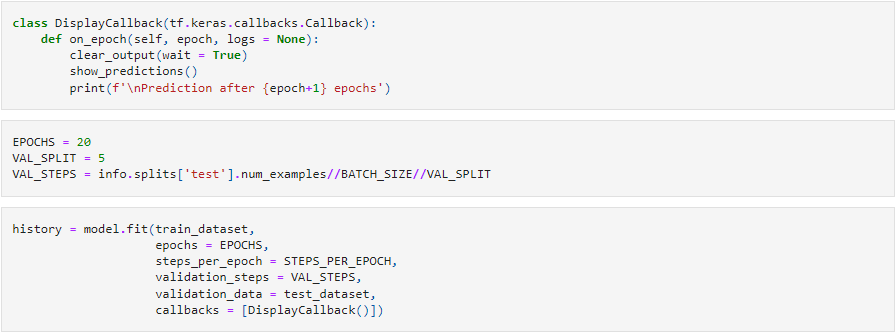 class DisplayCallback(tf.keras.callbacks.Callback):
    def on_epoch(self, epoch, logs = None):
        clear_output(wait = True)
        show_predictions()
        print(f'\nPrediction after {epoch+1} epochs')
EPOCHS = 20
VAL_SPLIT = 5
VAL_STEPS = info.splits['test'].num_examples//BATCH_SIZE//VAL_SPLIT
history = model.fit(train_dataset,
                    epochs = EPOCHS,
                    steps_per_epoch = STEPS_PER_EPOCH,
                    validation_steps = VAL_STEPS,
                    validation_data = test_dataset,
                    callbacks = [DisplayCallback()])